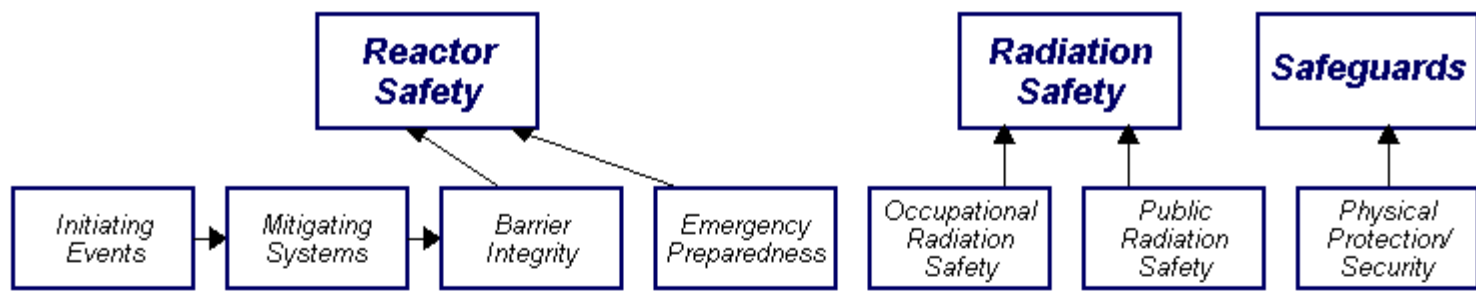 Reactor
Safety
Radiation
Safety
Safeguards
Initiating
Events
Mitigating
Systems
Barrier
Integrity
Emergency
Preparedness
Occupational
Radiation
Safety
Public
Radiation
Safety
Physical
Protection/
Security